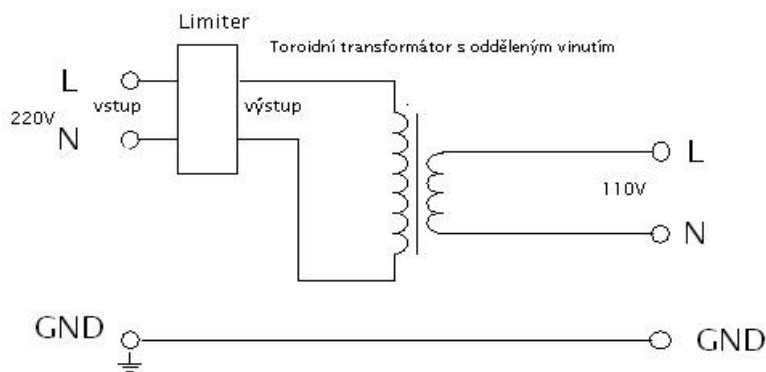 Limiter
Toroidní transformátor s odděleným vinutím
L
vstup
výstup
220V
N
L
110V
N
GND
GND